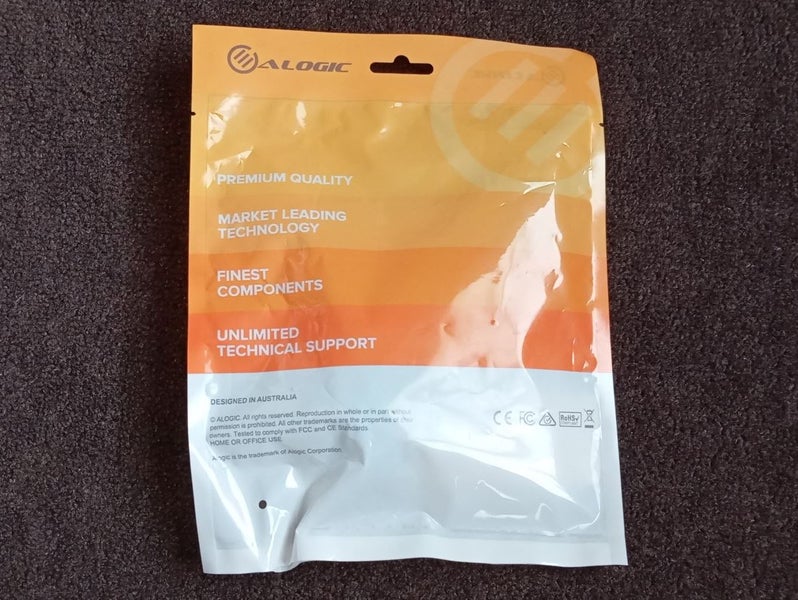 ALOGIC
PREMIUM QUALITY
MARKET LEADING
TECHNOLOGY
FINEST
COMPONENTS
UNLIMITED
TECHNICAL SUPPORT
DESIGNED IN AUSTRALIA
© ALOGIC. All rights reserved. Reproduction in whole or in part without
permission is prohibited. All other trademarks are the properties of their
owners. Tested to comply with FCC and CE Standards
HOME OR OFFICE USE
Alogic is the trademark of Alogic Corporation.
CE FC RoHS
COMPLIANT